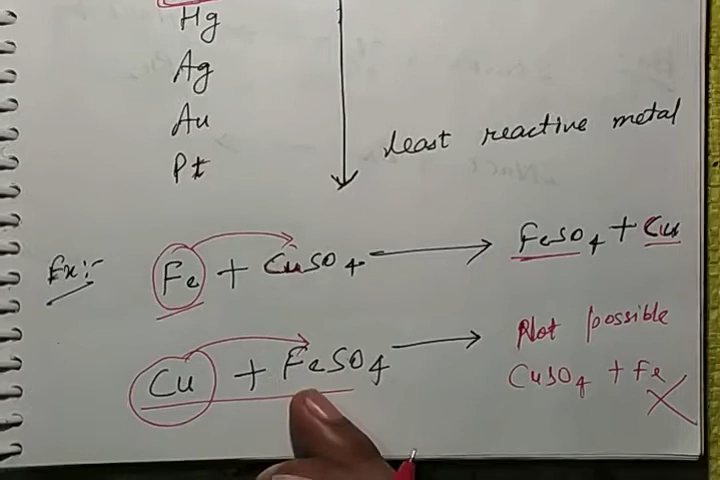 Hg
Ag
Au
Pt
least reactive metal
Ex:- Fe + CuSO4 → FeSO4 + Cu
Cu + FeSO4 → Not possible
CuSO4 + Fe